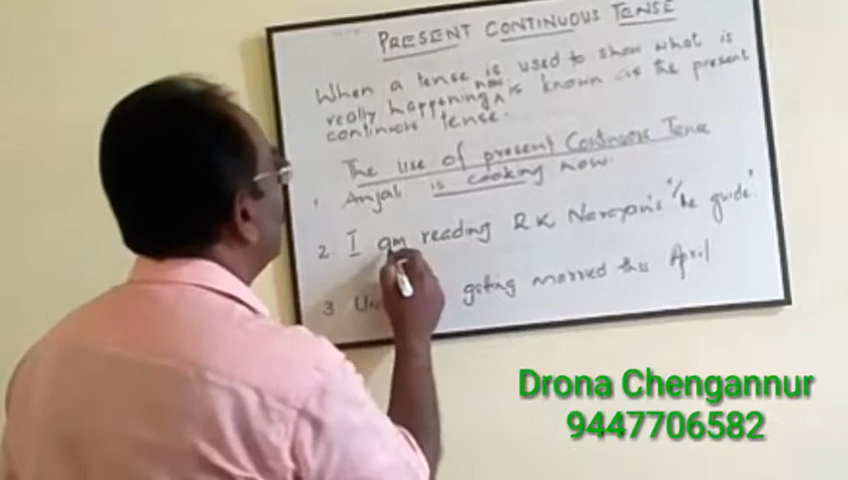 PRESENT CONTINUOUS TENSE
When a tense is used to show what is
really happening now is known as the present
continuous tense.
The use of present Continuous Tense
1. Anjali is cooking now.
2. I am reading R K Narayan's "The guide".
3 getting married this April
Drona Chengannur
9447706582